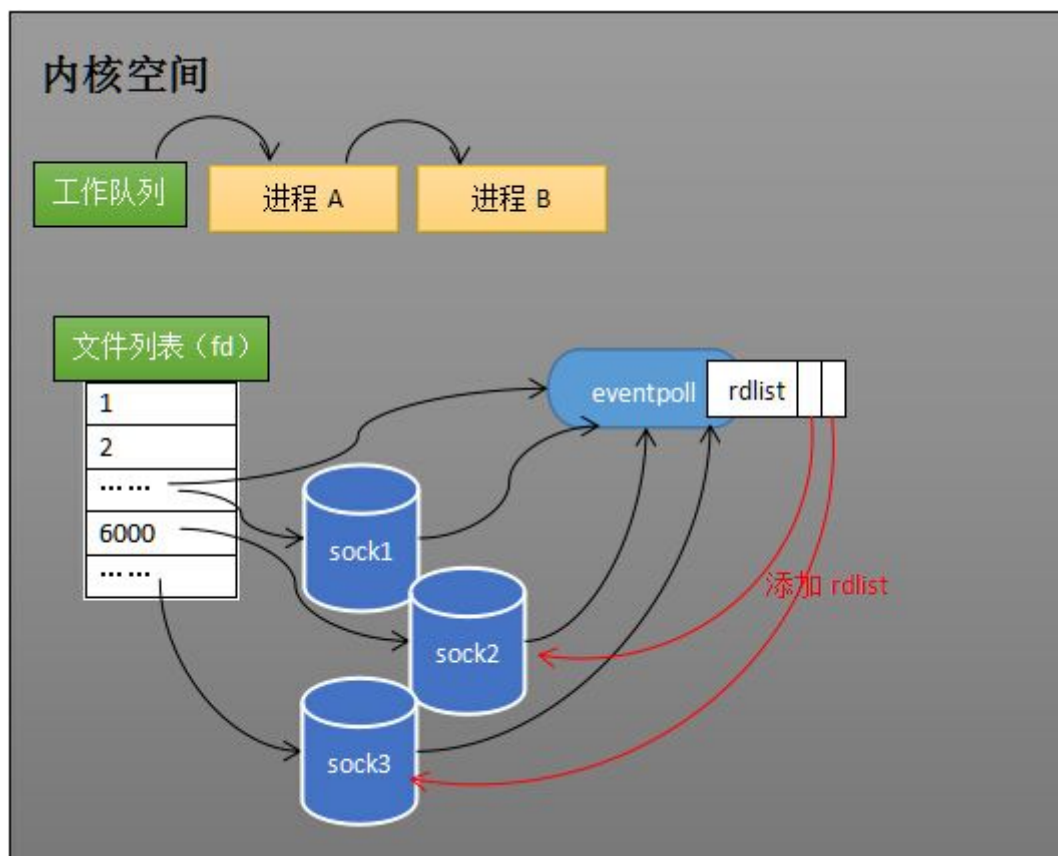 内核空间
工作队列
进程 A
进程 B
文件列表（fd）
1
2
……
6000
……
eventpoll
rdlist
sock1
sock2
sock3
添加 rdlist